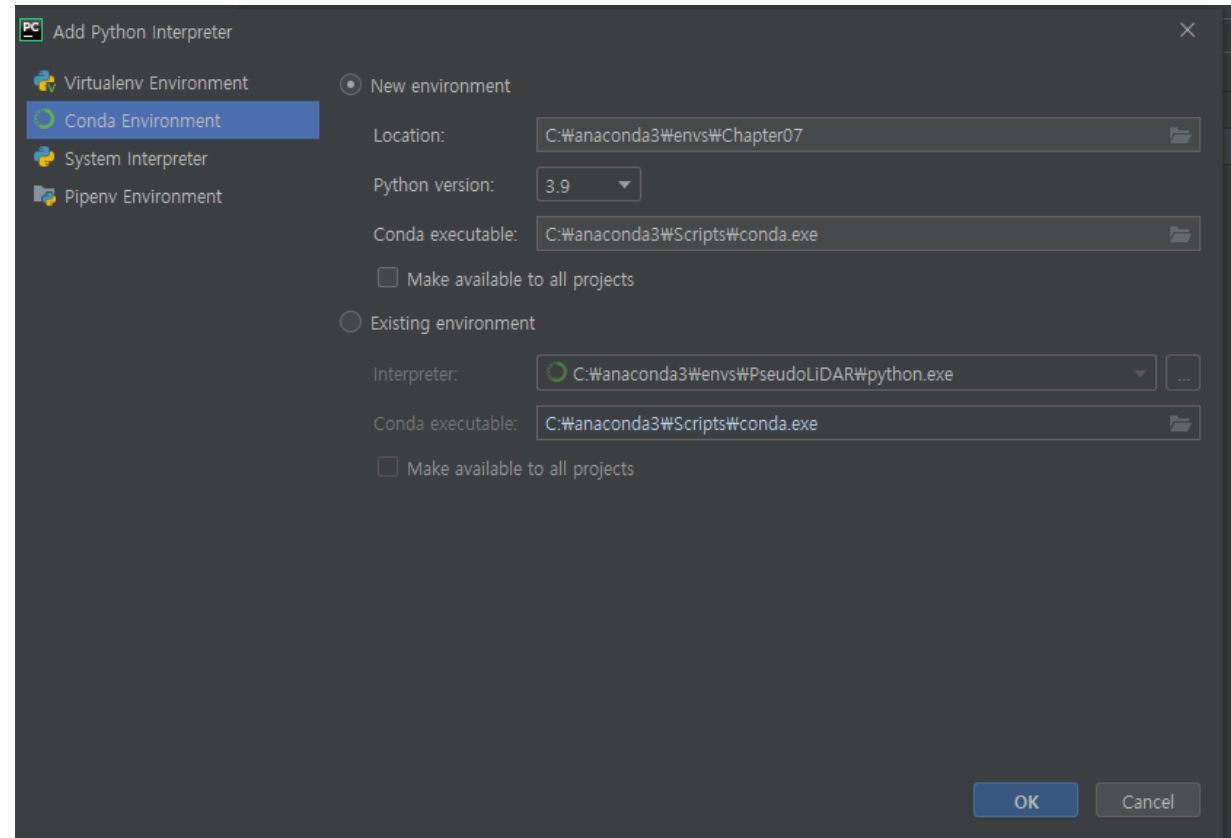 PC Add Python Interpreter
Virtualenv Environment
Conda Environment
System Interpreter
Pipenv Environment
New environment
Location: C:₩anaconda3₩envs₩Chapter07
Python version: 3.9
Conda executable: C:₩anaconda3₩Scripts₩conda.exe
Make available to all projects
Existing environment
Interpreter: C:₩anaconda3₩envs₩PseudoLiDAR₩python.exe ...
Conda executable: C:₩anaconda3₩Scripts₩conda.exe
Make available to all projects
OK Cancel